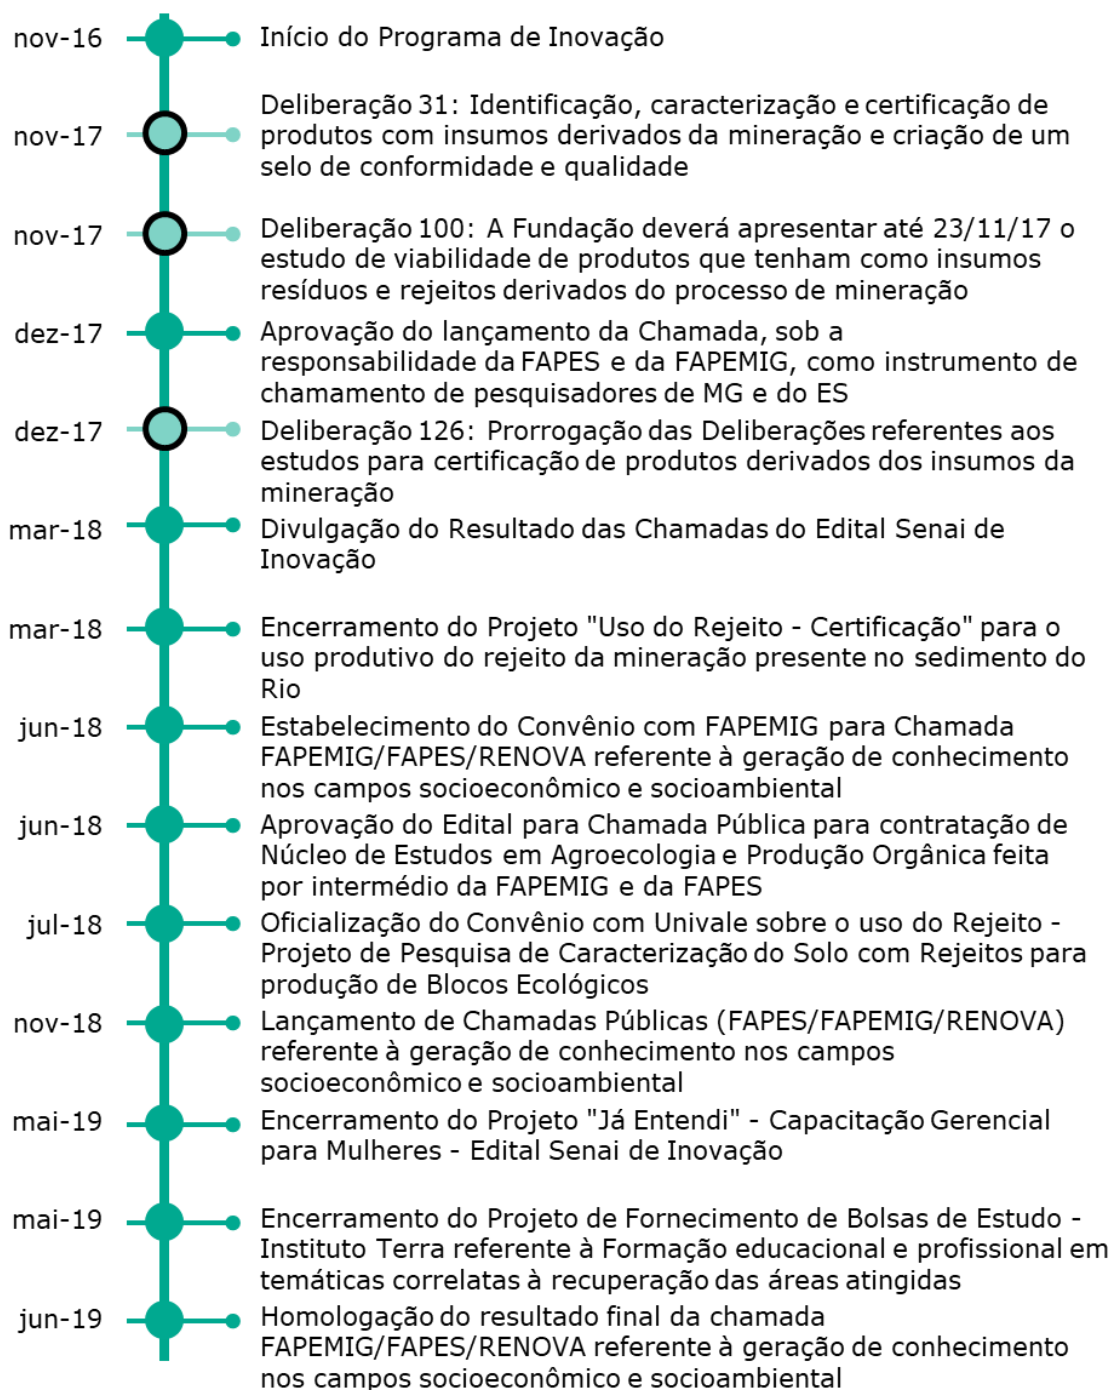 nov-16 Início do Programa de Inovação
Deliberação 31: Identificação, caracterização e certificação de
nov-17 produtos com insumos derivados da mineração e criação de um
selo de conformidade e qualidade
nov-17 Deliberação 100: A Fundação deverá apresentar até 23/11/17 o
estudo de viabilidade de produtos que tenham como insumos
resíduos e rejeitos derivados do processo de mineração
dez-17 Aprovação do lançamento da Chamada, sob a
responsabilidade da FAPES e da FAPEMIG, como instrumento de
chamamento de pesquisadores de MG e do ES
dez-17 Deliberação 126: Prorrogação das Deliberações referentes aos
estudos para certificação de produtos derivados dos insumos da
mineração
mar-18 Divulgação do Resultado das Chamadas do Edital Senai de
Inovação
mar-18 Encerramento do Projeto "Uso do Rejeito - Certificação" para o
uso produtivo do rejeito da mineração presente no sedimento do
Rio
jun-18 Estabelecimento do Convênio com FAPEMIG para Chamada
FAPEMIG/FAPES/RENOVA referente à geração de conhecimento
nos campos socioeconômico e socioambiental
jun-18 Aprovação do Edital para Chamada Pública para contratação de
Núcleo de Estudos em Agroecologia e Produção Orgânica feita
por intermédio da FAPEMIG e da FAPES
jul-18 Oficialização do Convênio com Univale sobre o uso do Rejeito -
Projeto de Pesquisa de Caracterização do Solo com Rejeitos para
produção de Blocos Ecológicos
nov-18 Lançamento de Chamadas Públicas (FAPES/FAPEMIG/RENOVA)
referente à geração de conhecimento nos campos
socioeconômico e socioambiental
mai-19 Encerramento do Projeto "Já Entendi" - Capacitação Gerencial
para Mulheres - Edital Senai de Inovação
mai-19 Encerramento do Projeto de Fornecimento de Bolsas de Estudo -
Instituto Terra referente à Formação educacional e profissional em
temáticas correlatas à recuperação das áreas atingidas
jun-19 Homologação do resultado final da chamada
FAPEMIG/FAPES/RENOVA referente à geração de conhecimento
nos campos socioeconômico e socioambiental